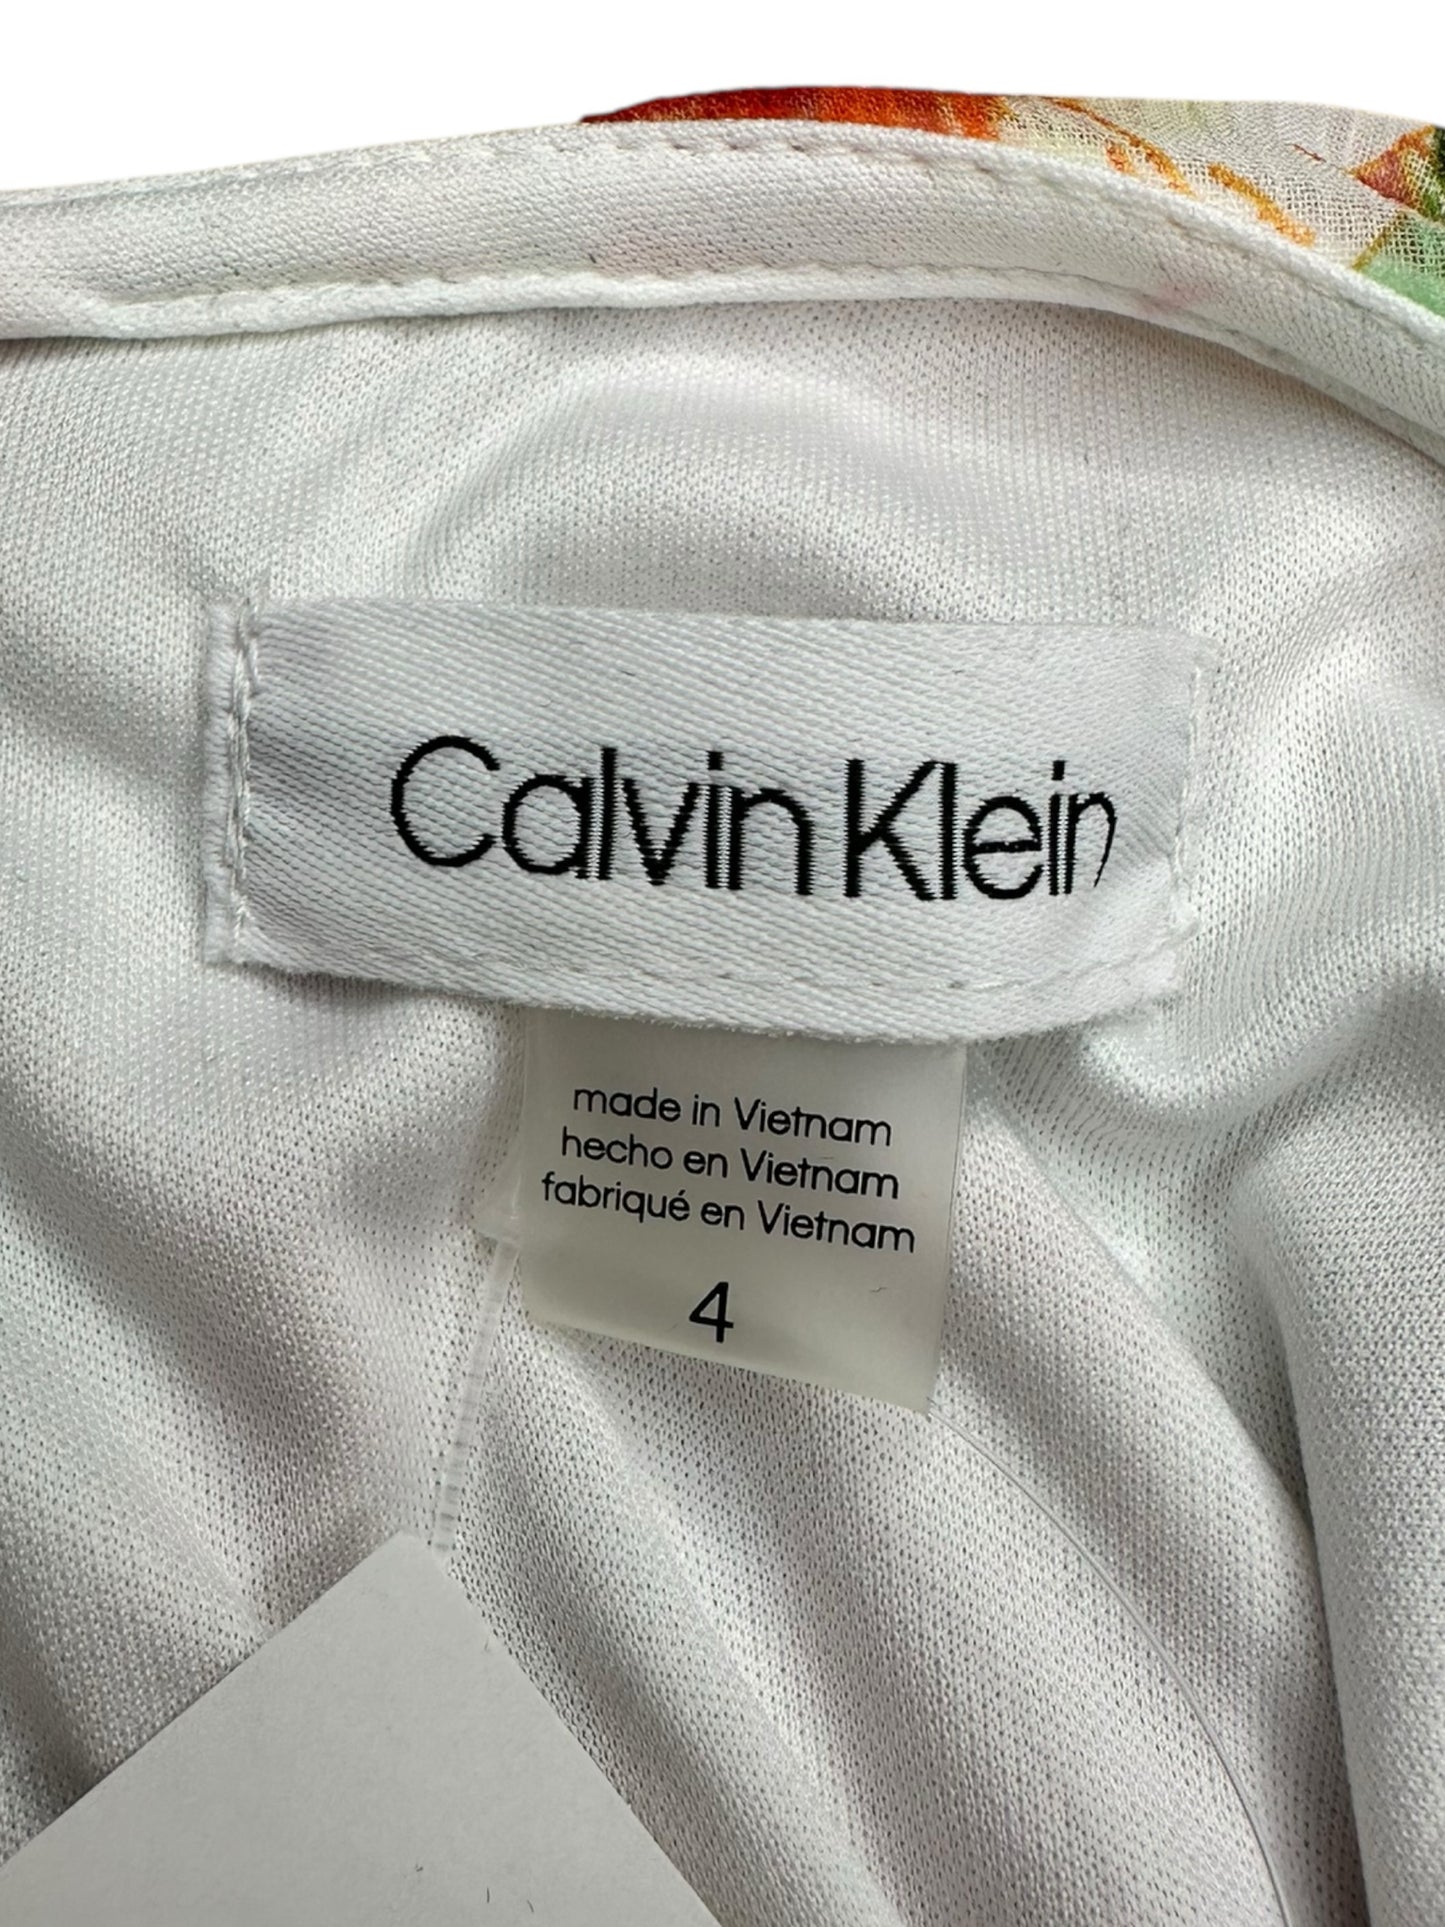 Calvin Klein
made in Vietnam
hecho en Vietnam
fabriqué en Vietnam
4